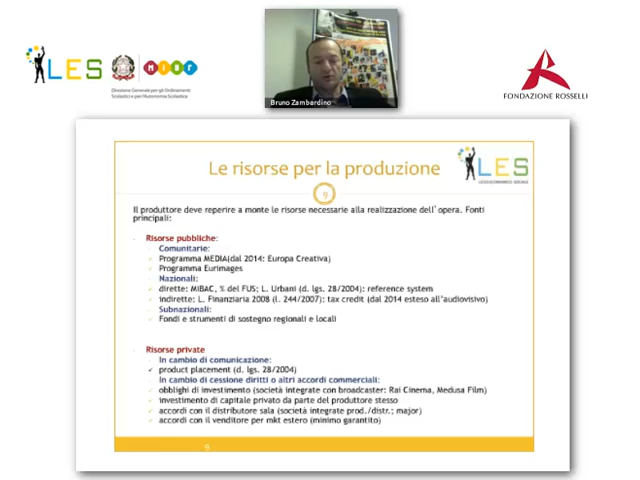 LES
MIUR
Direzione Generale per gli Ordinamenti
Scolastici e per l'Autonomia Scolastica
Bruno Zambardino
FONDAZIONE ROSSELLI
Le risorse per la produzione
LES
LICEO ECONOMICO SOCIALE
9
Il produttore deve reperire a monte le risorse necessarie alla realizzazione dell' opera. Fonti
principali:
Risorse pubbliche:
Comunitarie:
Programma MEDIA(dal 2014: Europa Creativa)
Programma Eurimages
Nazionali:
dirette: MiBAC, % del FUS; L. Urbani (d. lgs. 28/2004): reference system
indirette: L. Finanziaria 2008 (l. 244/2007): tax credit (dal 2014 esteso all'audiovisivo)
Subnazionali:
Fondi e strumenti di sostegno regionali e locali
Risorse private
In cambio di comunicazione:
product placement (d. lgs. 28/2004)
In cambio di cessione diritti o altri accordi commerciali:
obblighi di investimento (società integrate con broadcaster: Rai Cinema, Medusa Film)
investimento di capitale privato da parte del produttore stesso
accordi con il distributore sala (società integrate prod./distr.; major)
accordi con il venditore per mkt estero (minimo garantito)
9